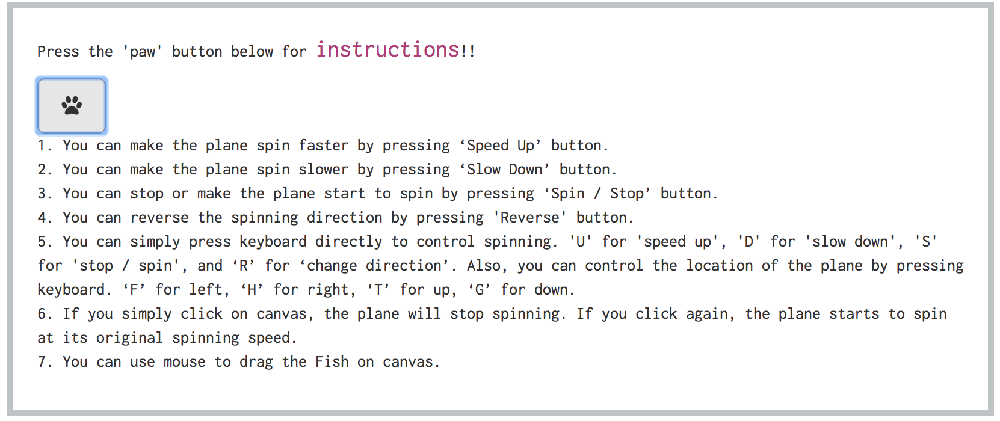 Press the 'paw' button below for instructions!!
1. You can make the plane spin faster by pressing ‘Speed Up’ button.
2. You can make the plane spin slower by pressing ‘Slow Down’ button.
3. You can stop or make the plane start to spin by pressing ‘Spin / Stop’ button.
4. You can reverse the spinning direction by pressing 'Reverse' button.
5. You can simply press keyboard directly to control spinning. 'U' for 'speed up', 'D' for 'slow down', 'S'
for 'stop / spin', and ‘R’ for ‘change direction’. Also, you can control the location of the plane by pressing
keyboard. ‘F’ for left, ‘H’ for right, ‘T’ for up, ‘G’ for down.
6. If you simply click on canvas, the plane will stop spinning. If you click again, the plane starts to spin
at its original spinning speed.
7. You can use mouse to drag the Fish on canvas.